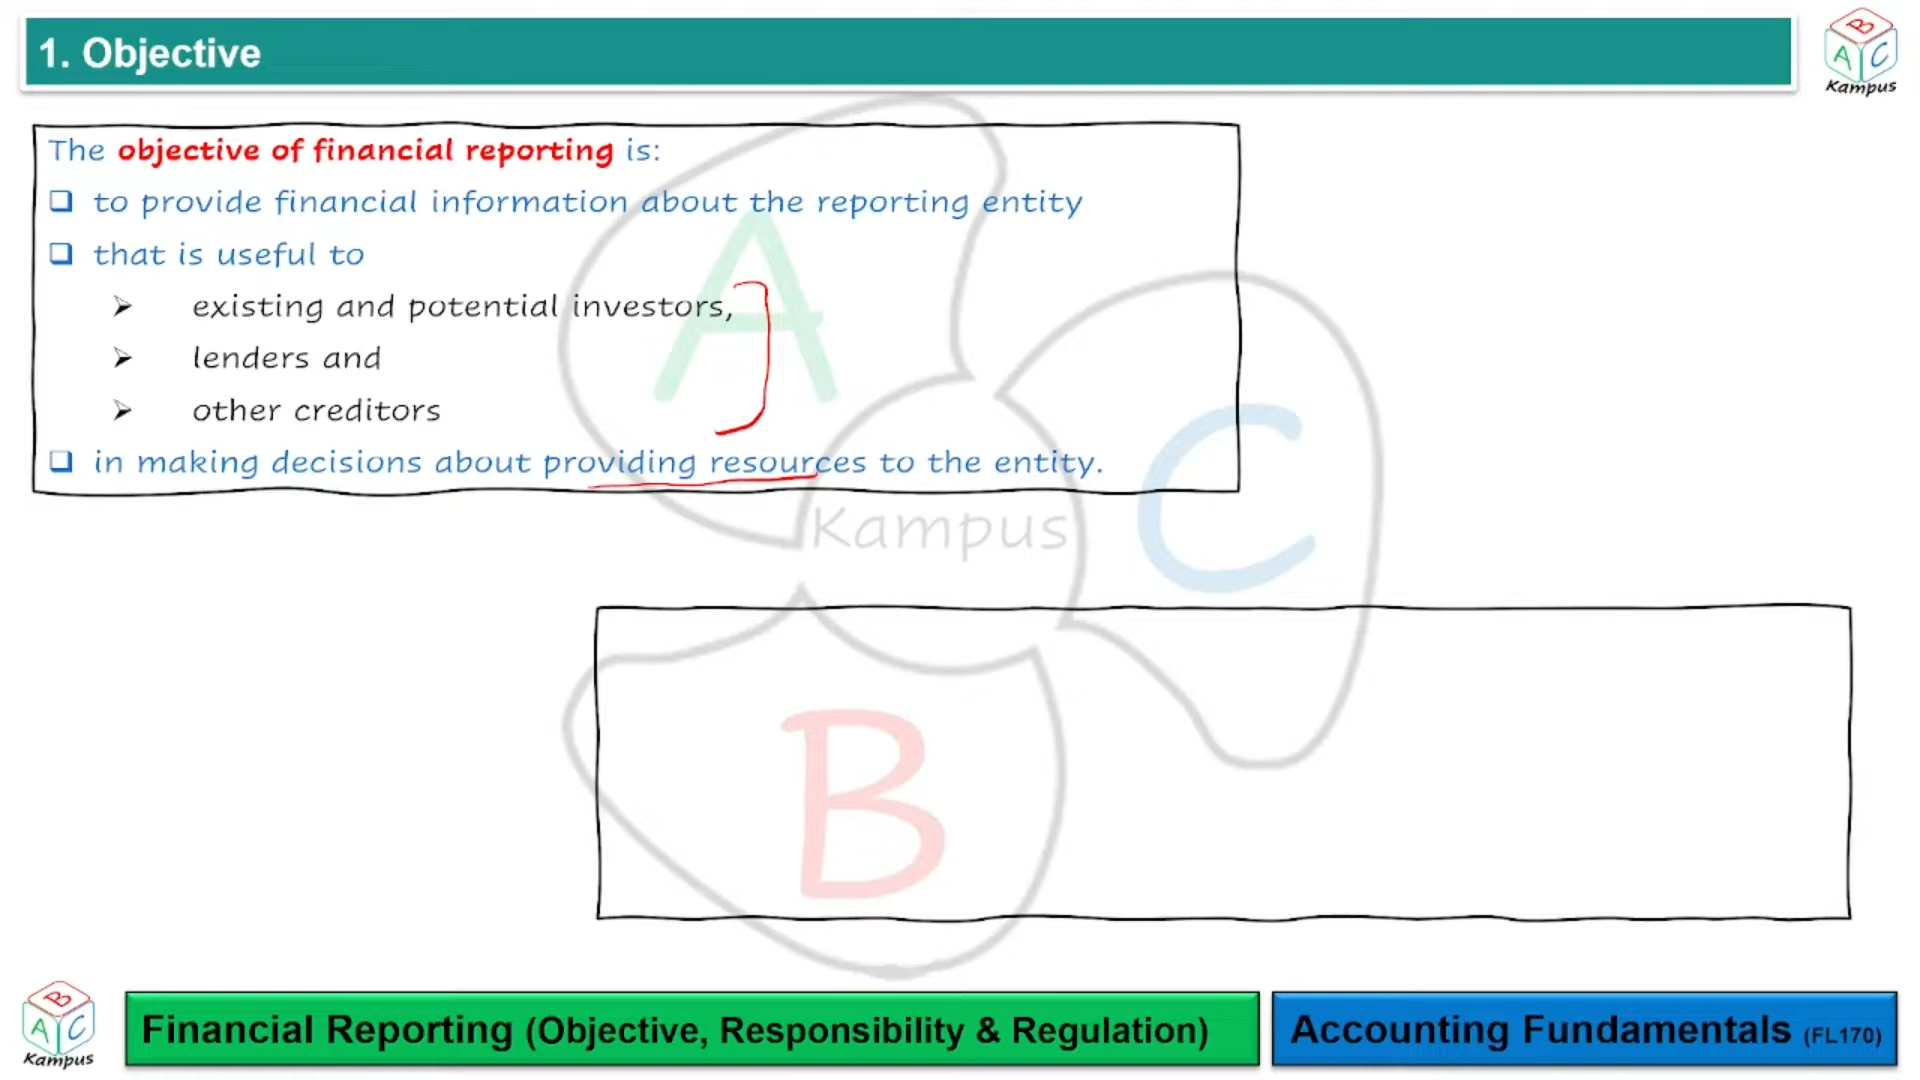 1. Objective
B
A C
Kampus
The objective of financial reporting is:
❑ to provide financial information about the reporting entity
❑ that is useful to
➢ existing and potential investors,
➢ lenders and
➢ other creditors
❑ in making decisions about providing resources to the entity.
A
C
Kampus
B
B
A C
Kampus
Financial Reporting (Objective, Responsibility & Regulation)
Accounting Fundamentals (FL170)